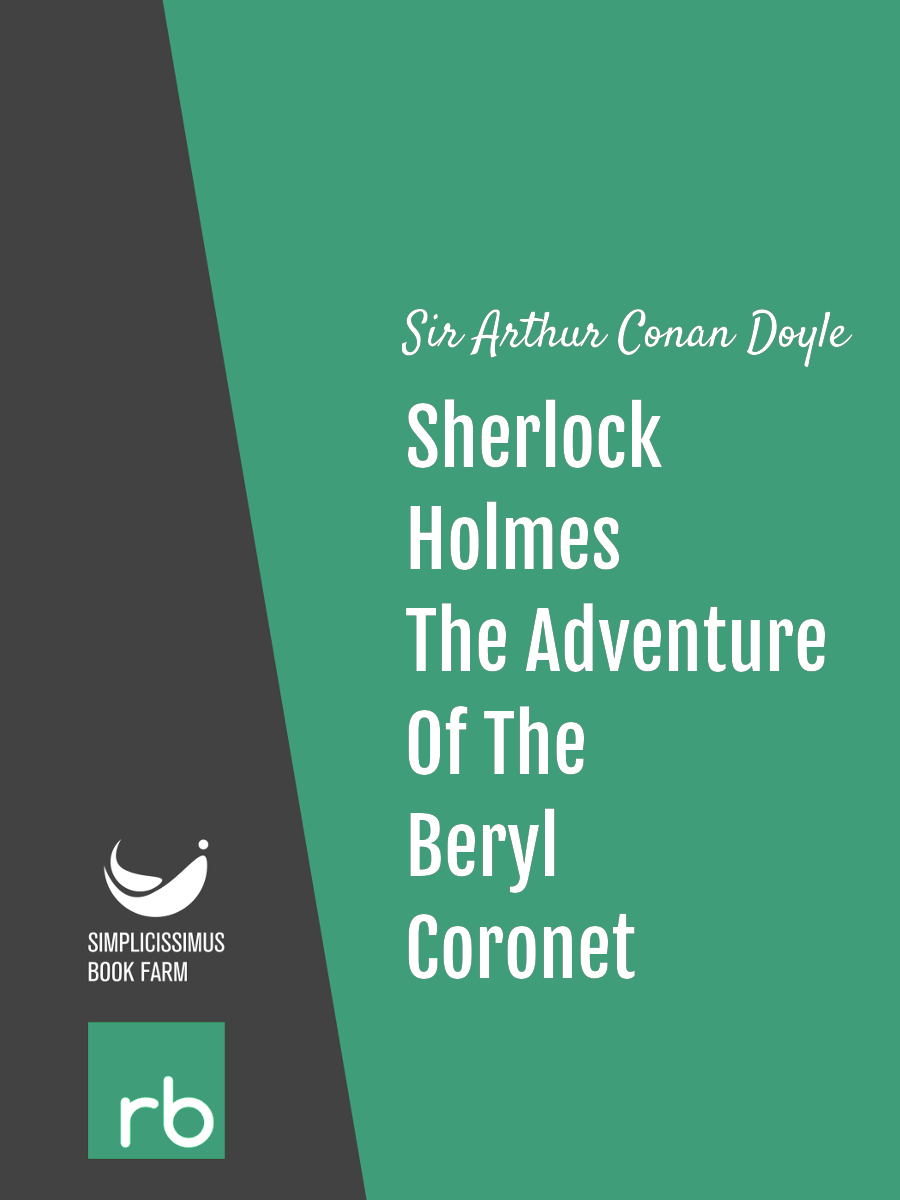 Sir Arthur Conan Doyle
Sherlock
Holmes
The Adventure
Of The
Beryl
Coronet
SIMPLICISSIMUS
BOOK FARM
rb